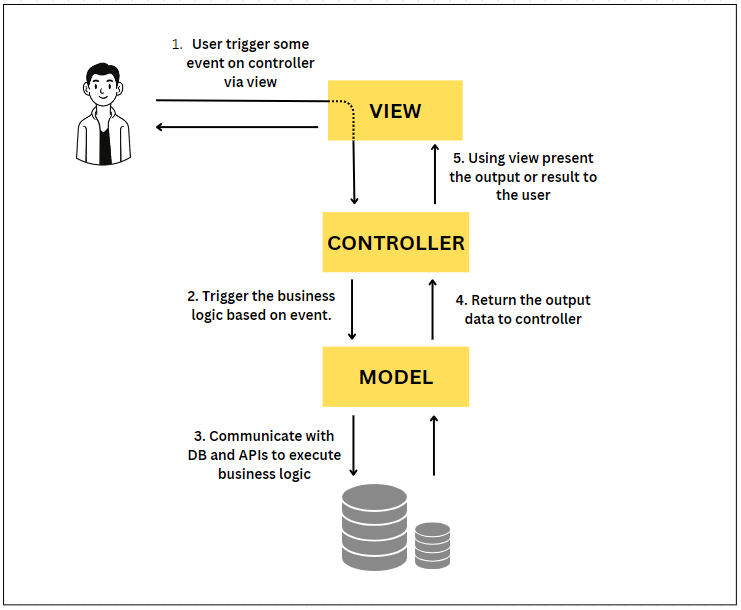 1. User trigger some
event on controller
via view
VIEW
5. Using view present
the output or result to
the user
CONTROLLER
2. Trigger the business
logic based on event.
4. Return the output
data to controller
MODEL
3. Communicate with
DB and APIs to execute
business logic